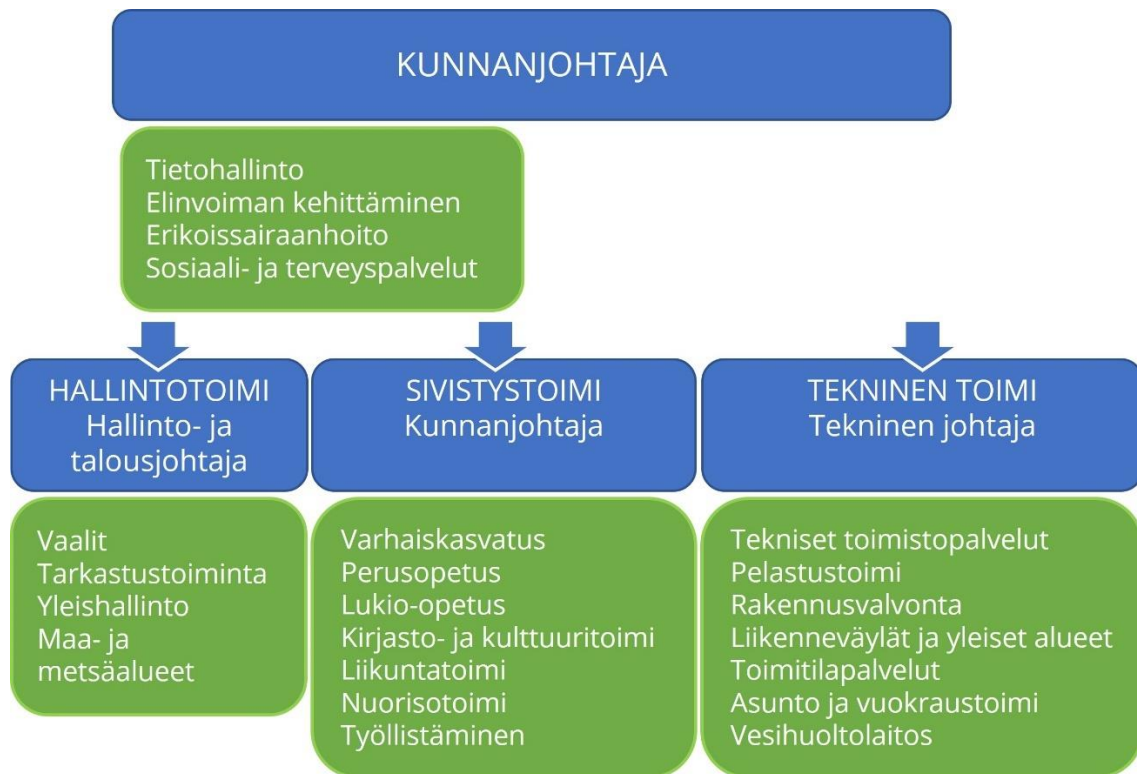 KUNNANJOHTAJA
Tietohallinto
Elinvoiman kehittäminen
Erikoissairaanhoito
Sosiaali- ja terveyspalvelut
HALLINTOTOIMI
Hallinto- ja
talousjohtaja
Vaalit
Tarkastustoiminta
Yleishallinto
Maa- ja
metsäalueet
SIVISTYSTOIMI
Kunnanjohtaja
Varhaiskasvatus
Perusopetus
Lukio-opetus
Kirjasto- ja kulttuuritoimi
Liikuntatoimi
Nuorisotoimi
Työllistäminen
TEKNINEN TOIMI
Tekninen johtaja
Tekniset toimistopalvelut
Pelastustoimi
Rakennusvalvonta
Liikenneväylät ja yleiset alueet
Toimitilapalvelut
Asunto ja vuokraustoimi
Vesihuoltolaitos